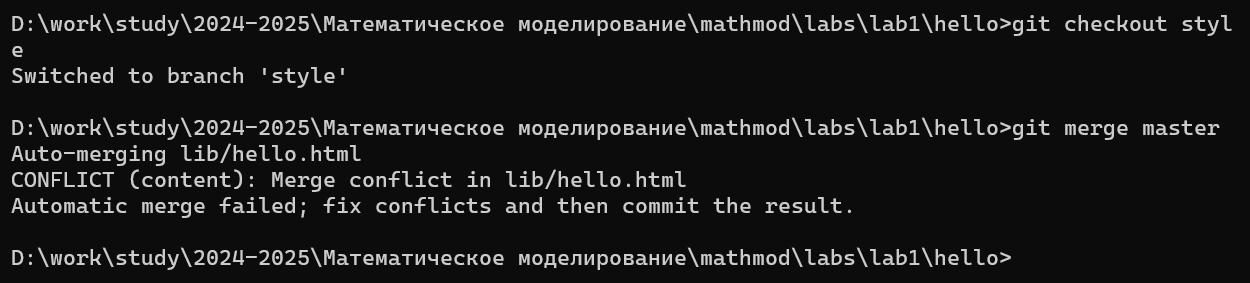 D:\work\study\2024-2025\Математическое моделирование\mathmod\labs\lab1\hello>git checkout styl
e
Switched to branch 'style'
D:\work\study\2024-2025\Математическое моделирование\mathmod\labs\lab1\hello>git merge master
Auto-merging lib/hello.html
CONFLICT (content): Merge conflict in lib/hello.html
Automatic merge failed; fix conflicts and then commit the result.
D:\work\study\2024-2025\Математическое моделирование\mathmod\labs\lab1\hello>